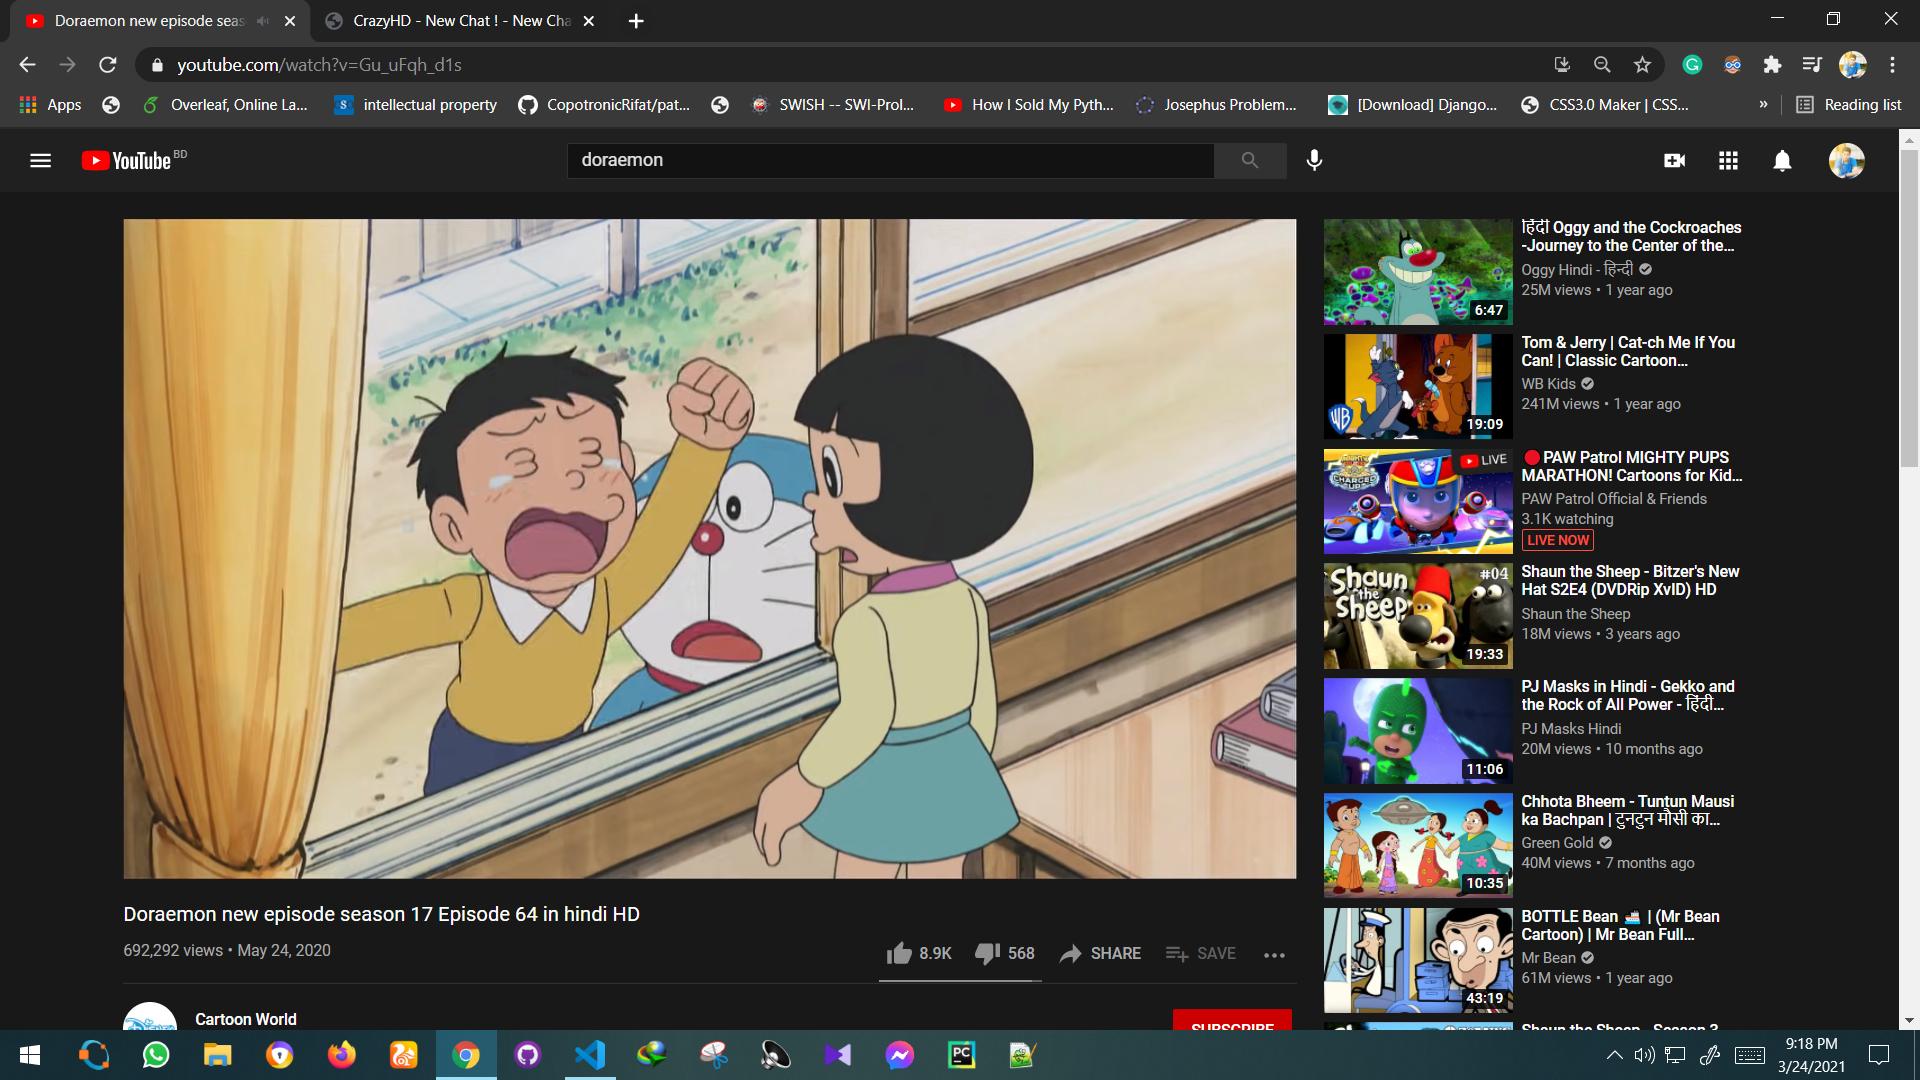 Doraemon new episode seas
CrazyHD - New Chat ! - New Cha
youtube.com/watch?v=Gu_uFqh_d1s
Apps
Overleaf, Online La...
intellectual property
CopotronicRifat/pat...
SWISH -- SWI-Prol...
How I Sold My Pyth...
Josephus Problem...
[Download] Django...
CSS3.0 Maker | CSS...
»
Reading list
YouTube BD
doraemon
हिंदी Oggy and the Cockroaches
-Journey to the Center of the...
Oggy Hindi - हिन्दी
25M views • 1 year ago
6:47
Tom & Jerry | Cat-ch Me If You
Can! | Classic Cartoon...
WB Kids
241M views • 1 year ago
WB
19:09
LIVE
CHARGED UP
PAW Patrol MIGHTY PUPS
MARATHON! Cartoons for Kid...
PAW Patrol Official & Friends
3.1K watching
LIVE NOW
Shaun the Sheep
#04
19:33
Shaun the Sheep - Bitzer's New
Hat S2E4 (DVDRip XvID) HD
Shaun the Sheep
18M views • 3 years ago
PJ Masks in Hindi - Gekko and
the Rock of All Power - हिंदी...
PJ Masks Hindi
20M views • 10 months ago
11:06
Chhota Bheem - Tuntun Mausi
ka Bachpan | टुनटुन मौसी का...
Green Gold
40M views • 7 months ago
10:35
BOTTLE Bean | (Mr Bean
Cartoon) | Mr Bean Full...
Mr Bean
61M views • 1 year ago
43:19
Shaun the Sheep - Season 3
Doraemon new episode season 17 Episode 64 in hindi HD
692,292 views • May 24, 2020
8.9K
568
SHARE
SAVE
Cartoon World
SUBSCRIBE
PC
9:18 PM
3/24/2021